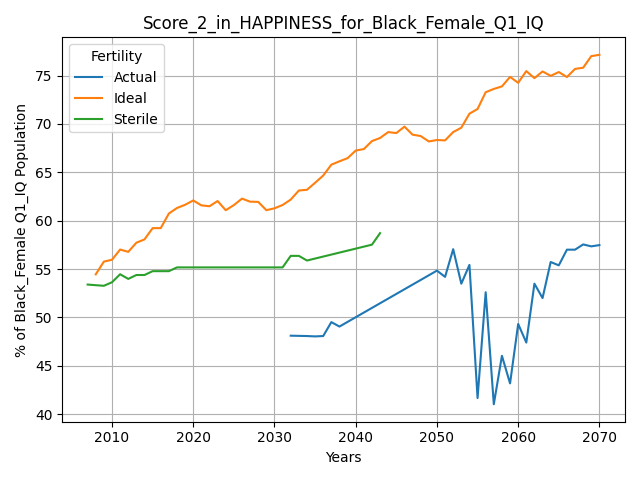 Score_2_in_HAPPINESS_for_Black_Female_Q1_IQ
Fertility
Actual
Ideal
Sterile
% of Black_Female Q1_IQ Population
75
70
65
60
55
50
45
40
2010 2020 2030 2040 2050 2060 2070
Years